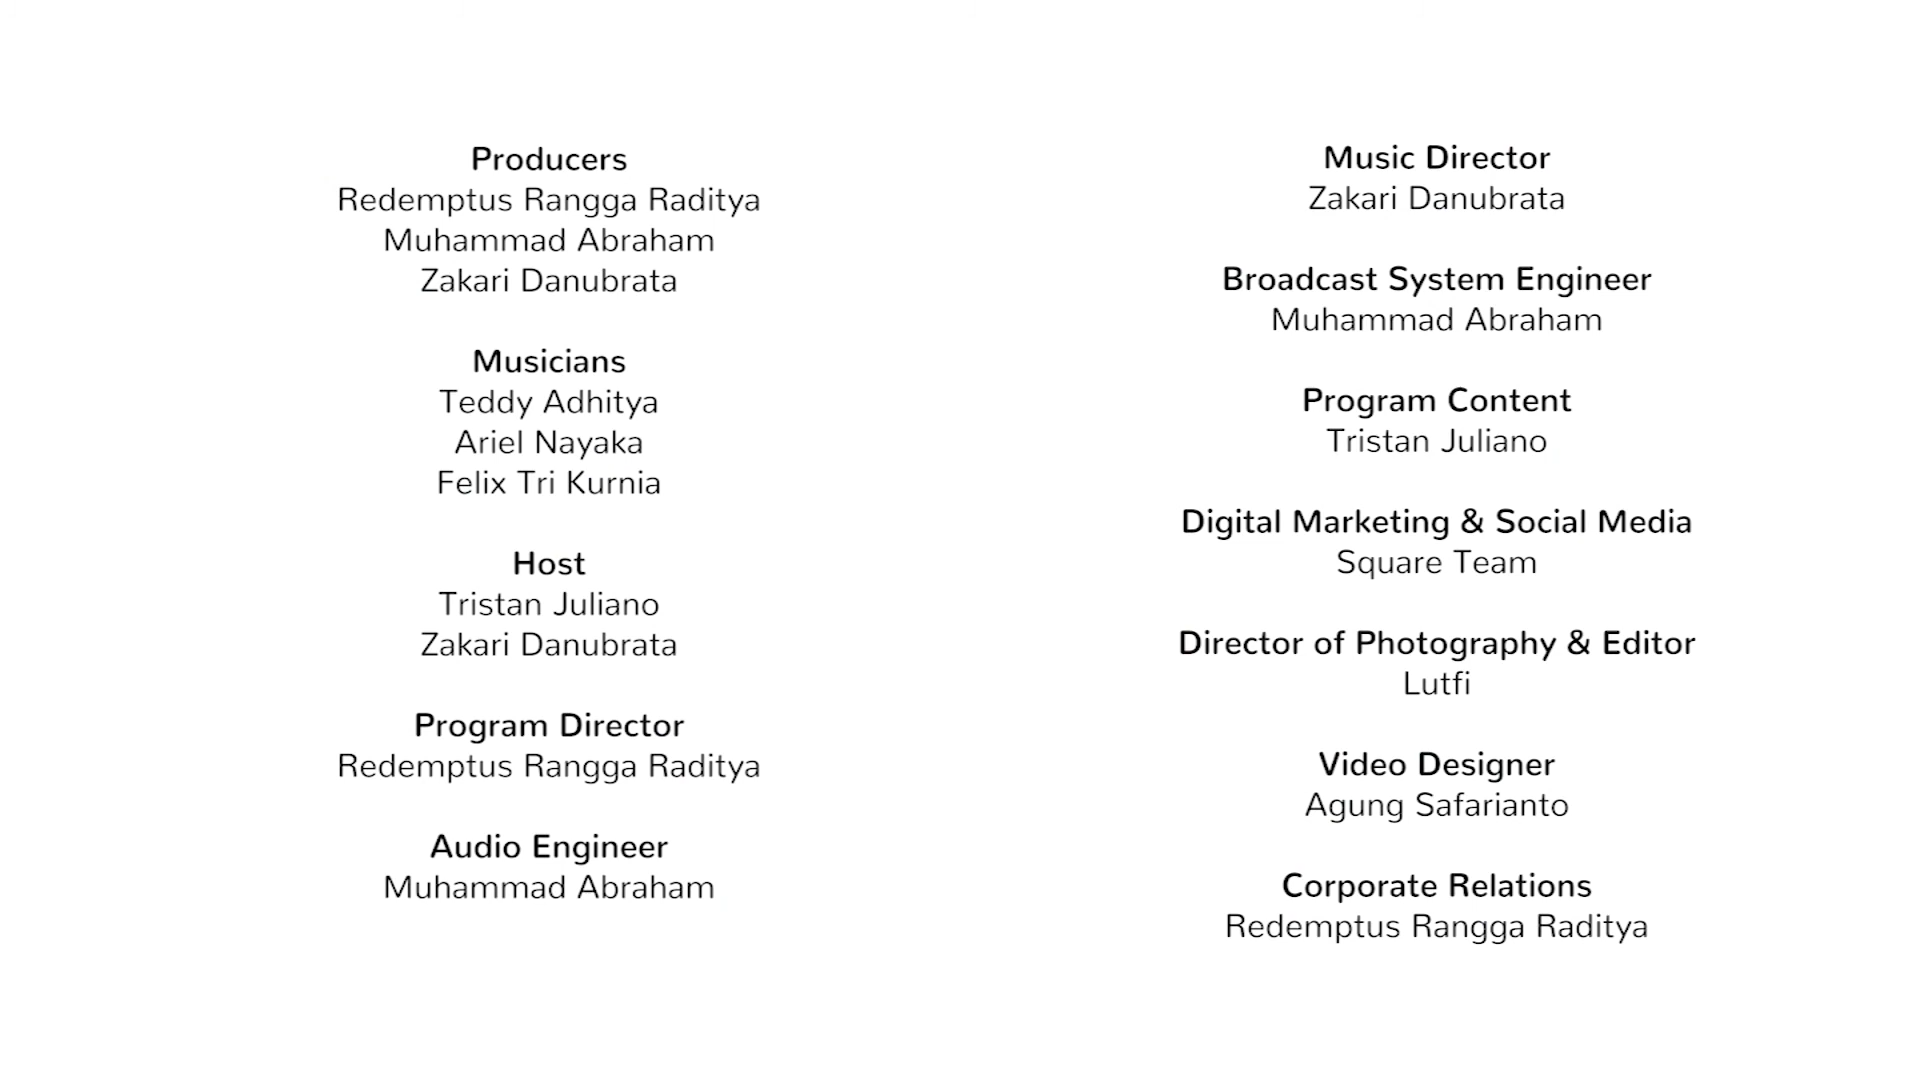 Producers
Redemptus Rangga Raditya
Muhammad Abraham
Zakari Danubrata
Musicians
Teddy Adhitya
Ariel Nayaka
Felix Tri Kurnia
Host
Tristan Juliano
Zakari Danubrata
Program Director
Redemptus Rangga Raditya
Audio Engineer
Muhammad Abraham
Music Director
Zakari Danubrata
Broadcast System Engineer
Muhammad Abraham
Program Content
Tristan Juliano
Digital Marketing & Social Media
Square Team
Director of Photography & Editor
Lutfi
Video Designer
Agung Safarianto
Corporate Relations
Redemptus Rangga Raditya